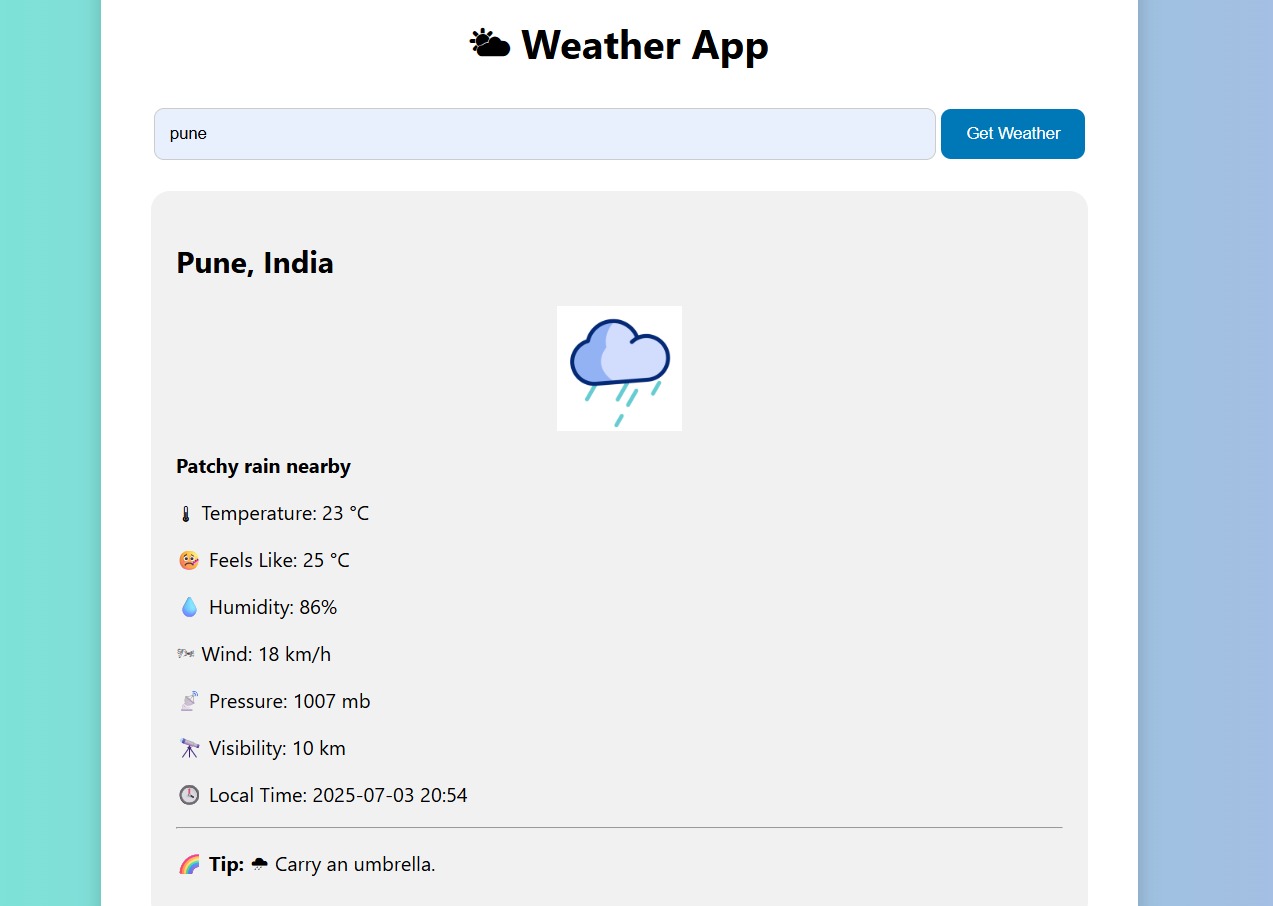 🌥 Weather App
pune
Get Weather
Pune, India
Patchy rain nearby
🌡 Temperature: 23 °C
🤒 Feels Like: 25 °C
💧 Humidity: 86%
🌬 Wind: 18 km/h
📡 Pressure: 1007 mb
🔭 Visibility: 10 km
🕓 Local Time: 2025-07-03 20:54
🌈 Tip: 🌧 Carry an umbrella.